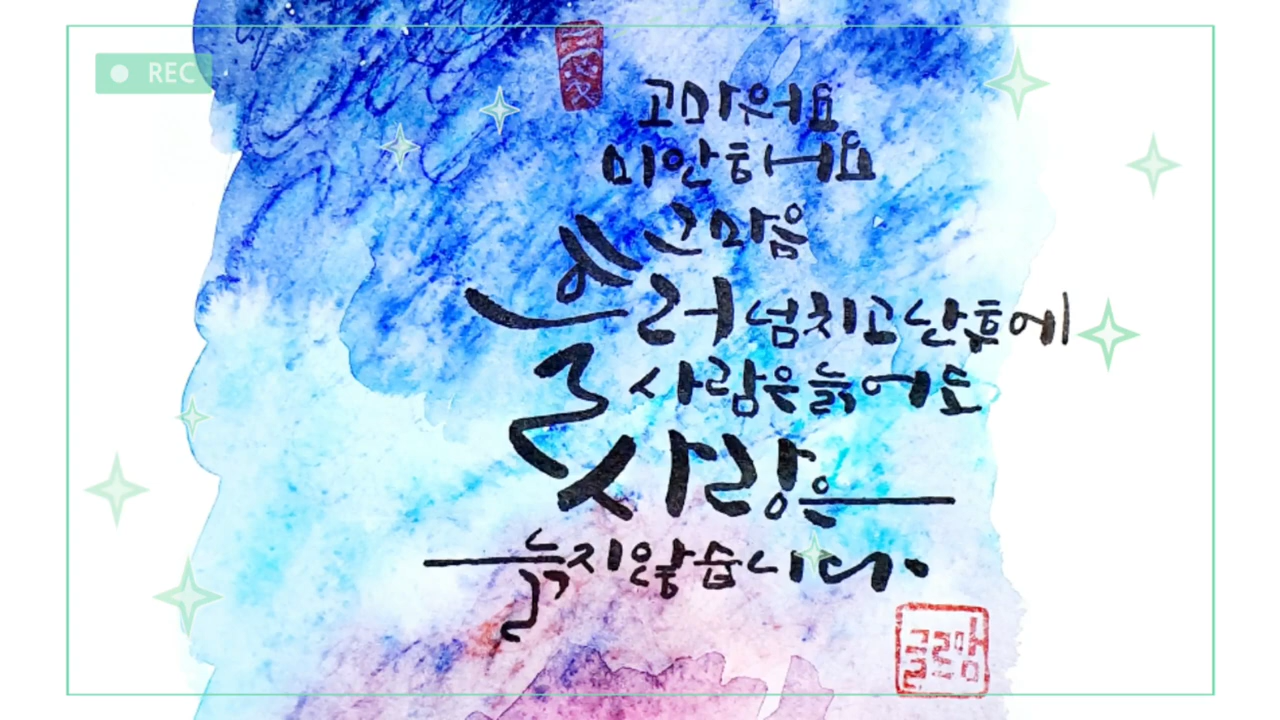 REC
고마워요
미안해요
그 마음
흘러 넘치고 난 후에
사람은 늙어도
사랑은
늙지 않습니다.